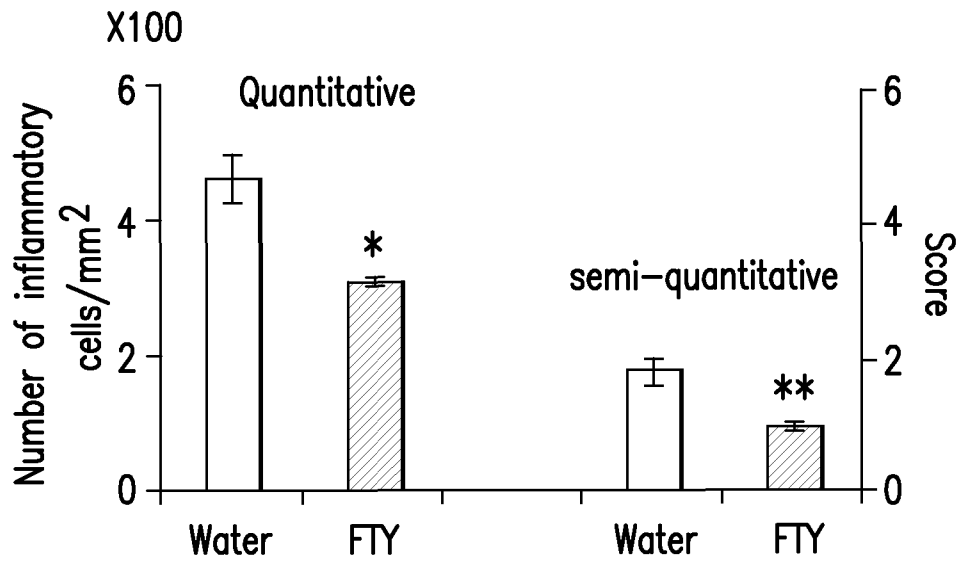 X100
Quantitative
semi-quantitative
Number of inflammatory
cells/mm2
6
4
2
0
*
**
6
4
2
0
Score
Water FTY Water FTY